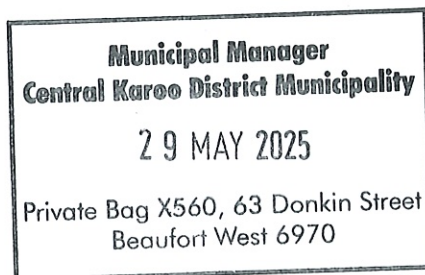 Municipal Manager
Central Karoo District Municipality
29 MAY 2025
Private Bag X560, 63 Donkin Street
Beaufort West 6970